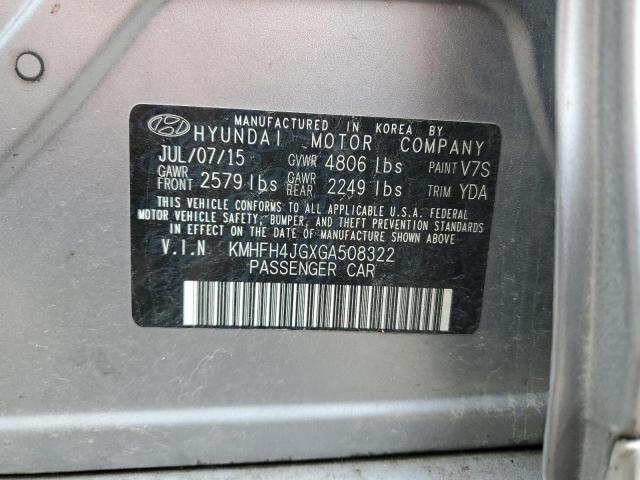 MANUFACTURED IN KOREA BY
HYUNDAI MOTOR COMPANY
JUL/07/15 GVWR 4806 lbs PAINT V7S
GAWR FRONT 2579 lbs GAWR REAR 2249 lbs TRIM YDA
THIS VEHICLE CONFORMS TO ALL APPLICABLE U.S.A. FEDERAL
MOTOR VEHICLE SAFETY, BUMPER, AND THEFT PREVENTION STANDARDS
IN EFFECT ON THE DATE OF MANUFACTURE SHOWN ABOVE.
V.I.N KMHFH4JGXGA508322
PASSENGER CAR